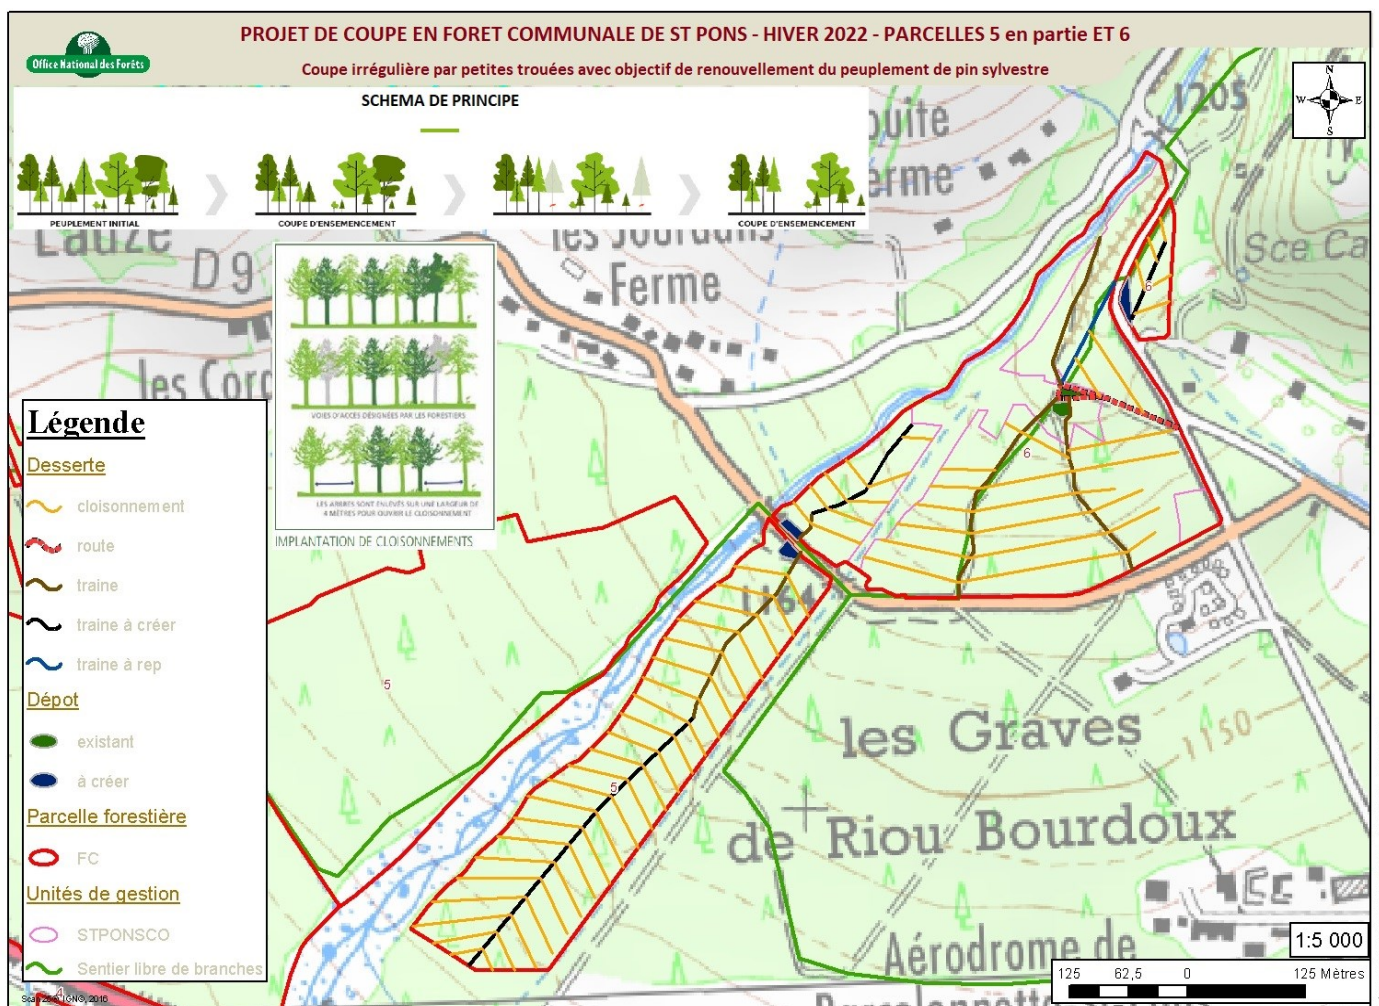 PROJET DE COUPE EN FORET COMMUNALE DE ST PONS - HIVER 2022 - PARCELLES 5 en partie ET 6
Office National des Forêts
Coupe irrégulière par petites trouées avec objectif de renouvellement du peuplement de pin sylvestre
SCHEMA DE PRINCIPE
N
W E
S
1205
Ferme
PEUPLEMENT INITIAL
COUPE D'ENSEMENCEMENT
COUPE D'ENSEMENCEMENT
Lauze
les Jourdans
Sce Ca
D 9
Ferme
6
les Corc
VOIES D'ACCES DÉSIGNÉES PAR LES FORESTIERS
LES ARBRES SONT ENLEVÉS SUR UNE LARGEUR DE
4 MÈTRES POUR OUVRIR LE CLOISONNEMENT
IMPLANTATION DE CLOISONNEMENTS
6
1164
5
5
les Graves
1150
de Riou Bourdoux
Aérodrome de
Légende
Desserte
cloisonnement
route
traine
traine à créer
traine à rep
Dépot
existant
à créer
Parcelle forestière
FC
Unités de gestion
STPONSCO
Sentier libre de branches
1:5 000
125 62,5 0 125 Mètres